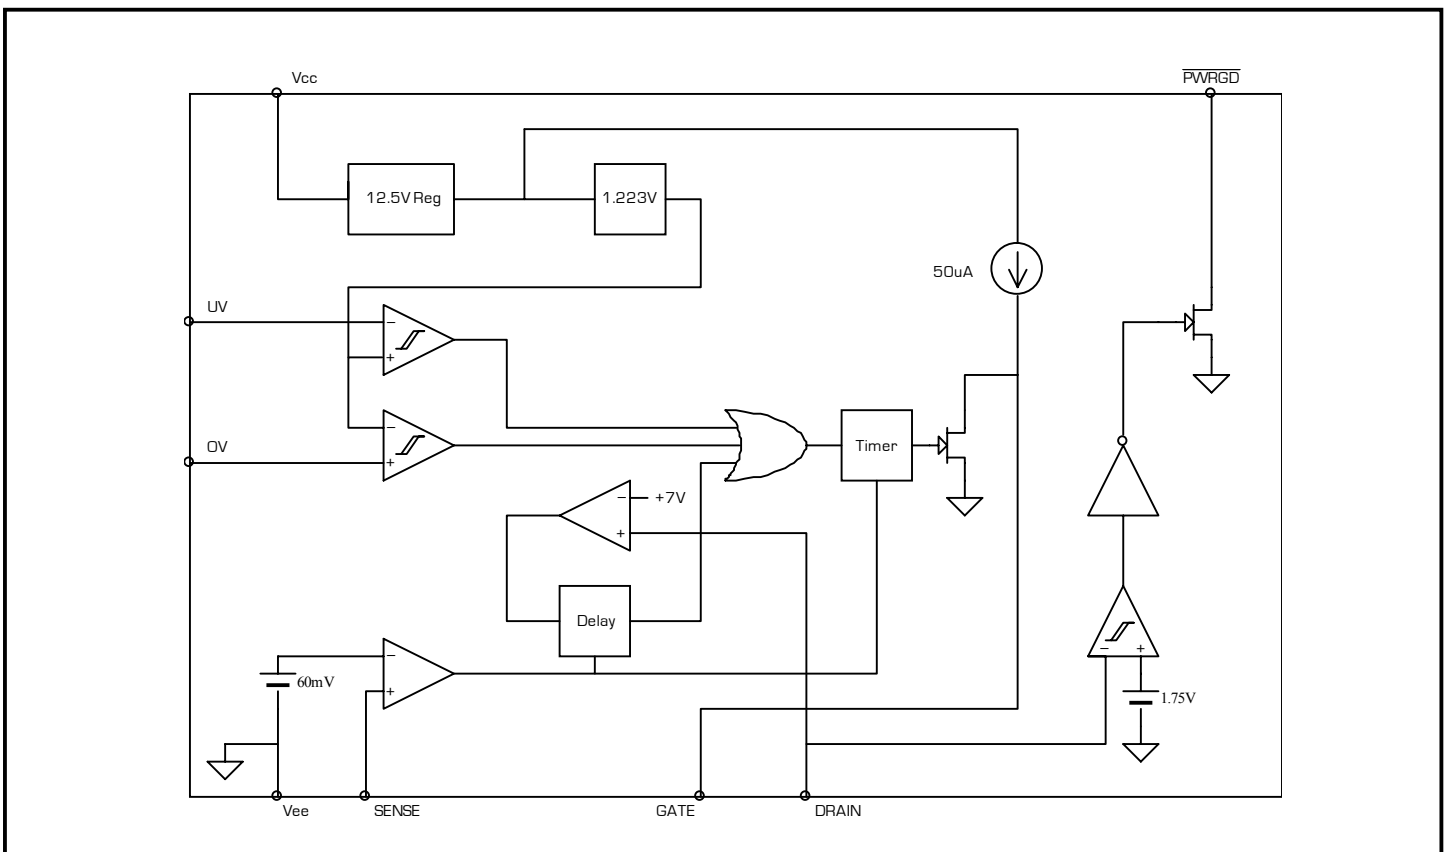 Vcc
PWRGD
12.5V Reg
1.223V
50uA
UV
-
+
OV
-
+
Timer
- +7V
+
Delay
-
+
60mV
- +
1.75V
Vee
SENSE
GATE
DRAIN